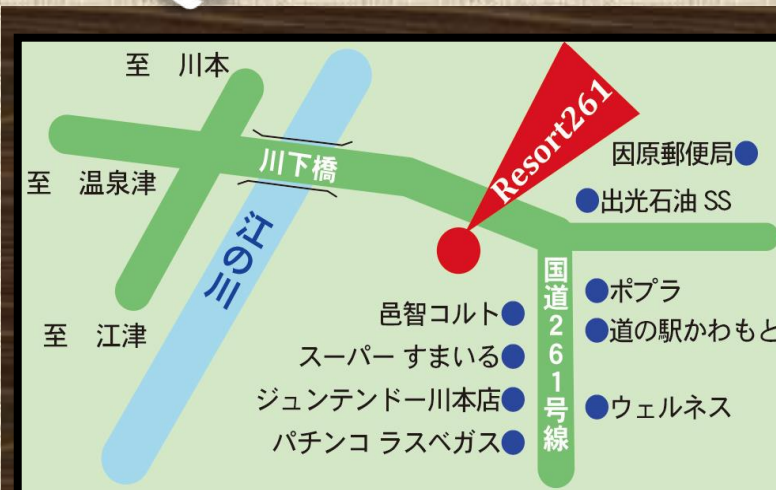 至 川本
川下橋
至 温泉津
江の川
至 江津
Resort261
因原郵便局
出光石油 SS
国道261号線
邑智コルト
スーパー すまいる
ジュンテンドー川本店
パチンコ ラスベガス
ポプラ
道の駅かわもと
ウェルネス